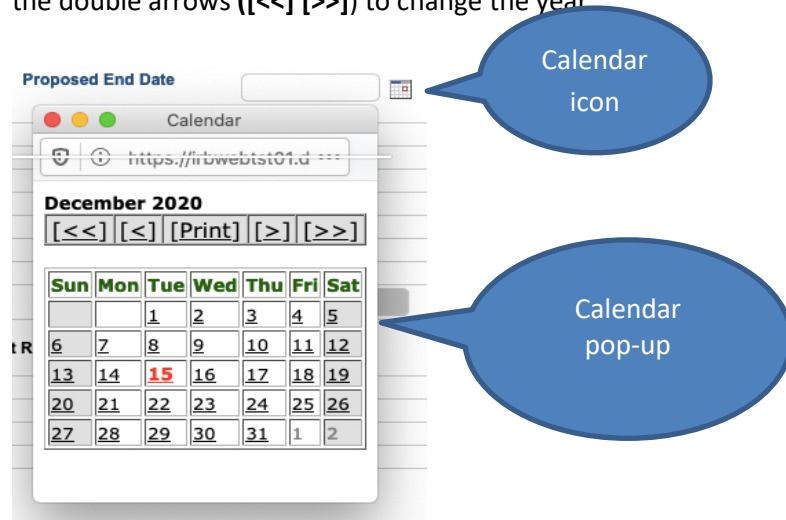 the double arrows ([<<] [>>]) to change the year
Calendar
icon
Proposed End Date
Calendar
https://irbwebtst01.d ···
December 2020
[<<] [<] [Print] [>] [>>]
Sun Mon Tue Wed Thu Fri Sat
1 2 3 4 5
6 7 8 9 10 11 12
13 14 15 16 17 18 19
20 21 22 23 24 25 26
27 28 29 30 31 1 2
t R
Calendar
pop-up